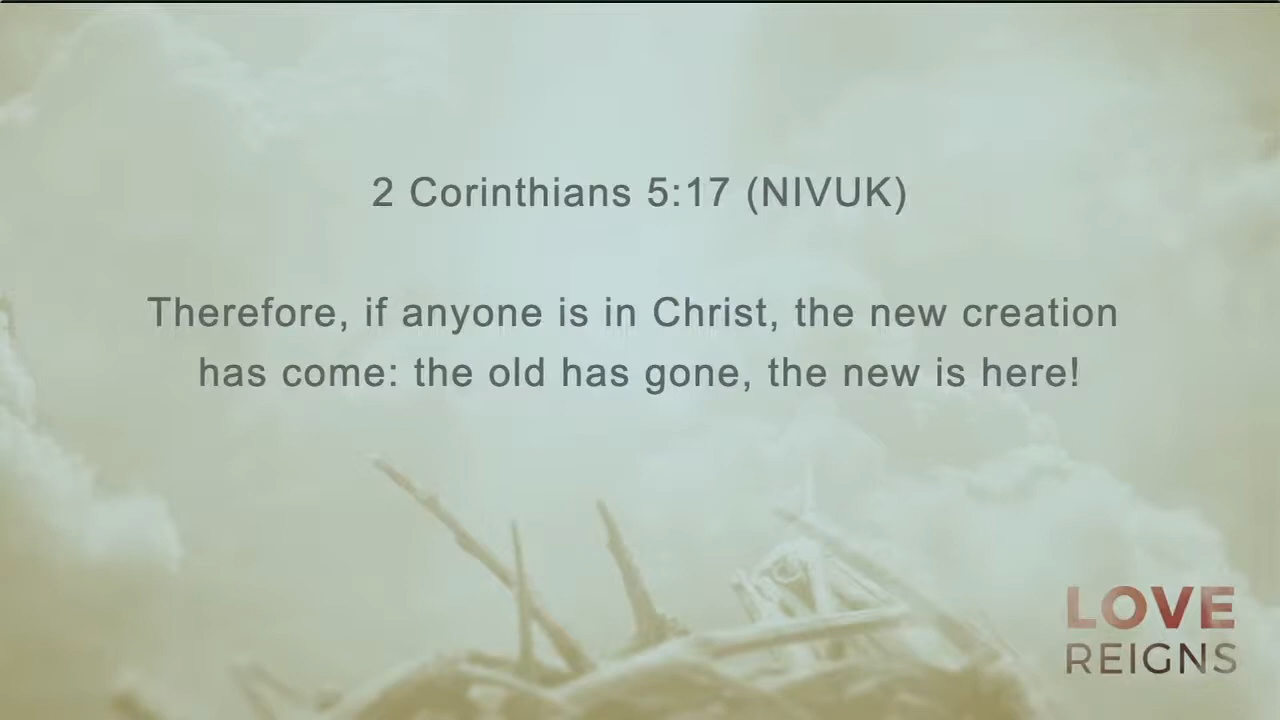 2 Corinthians 5:17 (NIVUK)
Therefore, if anyone is in Christ, the new creation
has come: the old has gone, the new is here!
LOVE
REIGNS